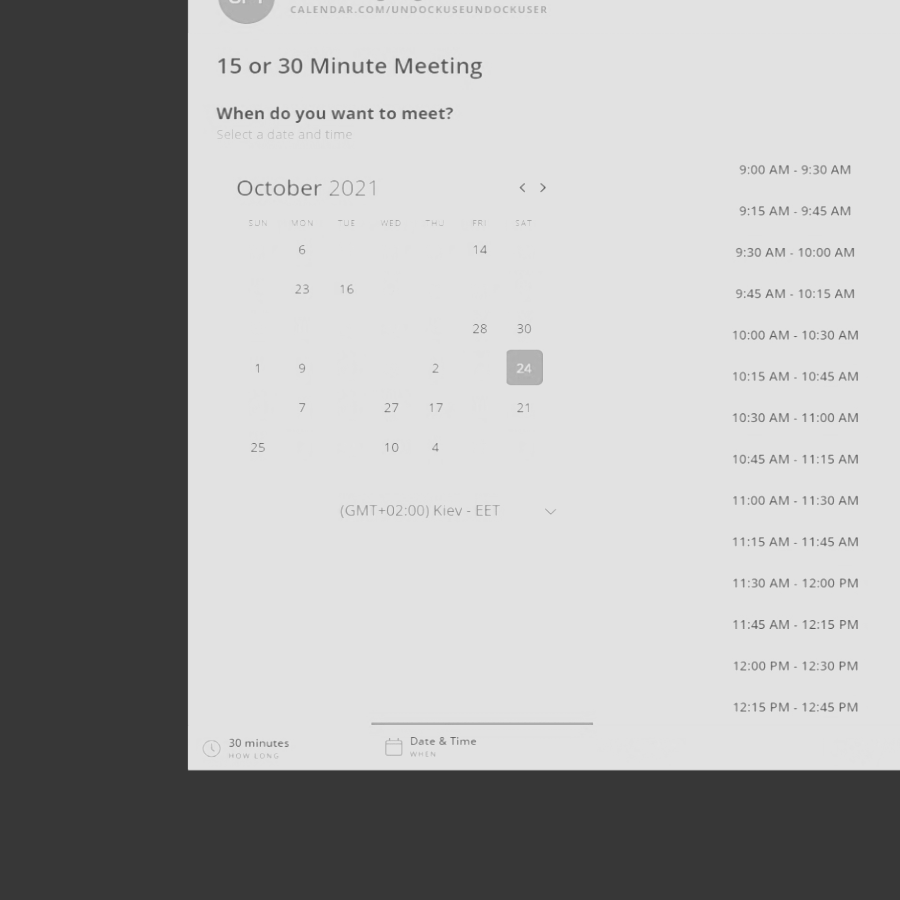 CALENDAR.COM/UNDOCKUSEUNDOCKUSER
15 or 30 Minute Meeting
When do you want to meet?
Select a date and time
October 2021
SUN MON TUE WED THU FRI SAT
6 14
23 16
28 30
1 9 2 24
7 27 17 21
25 10 4
(GMT+02:00) Kiev - EET
9:00 AM - 9:30 AM
9:15 AM - 9:45 AM
9:30 AM - 10:00 AM
9:45 AM - 10:15 AM
10:00 AM - 10:30 AM
10:15 AM - 10:45 AM
10:30 AM - 11:00 AM
10:45 AM - 11:15 AM
11:00 AM - 11:30 AM
11:15 AM - 11:45 AM
11:30 AM - 12:00 PM
11:45 AM - 12:15 PM
12:00 PM - 12:30 PM
12:15 PM - 12:45 PM
30 minutes
HOW LONG
Date & Time
WHEN